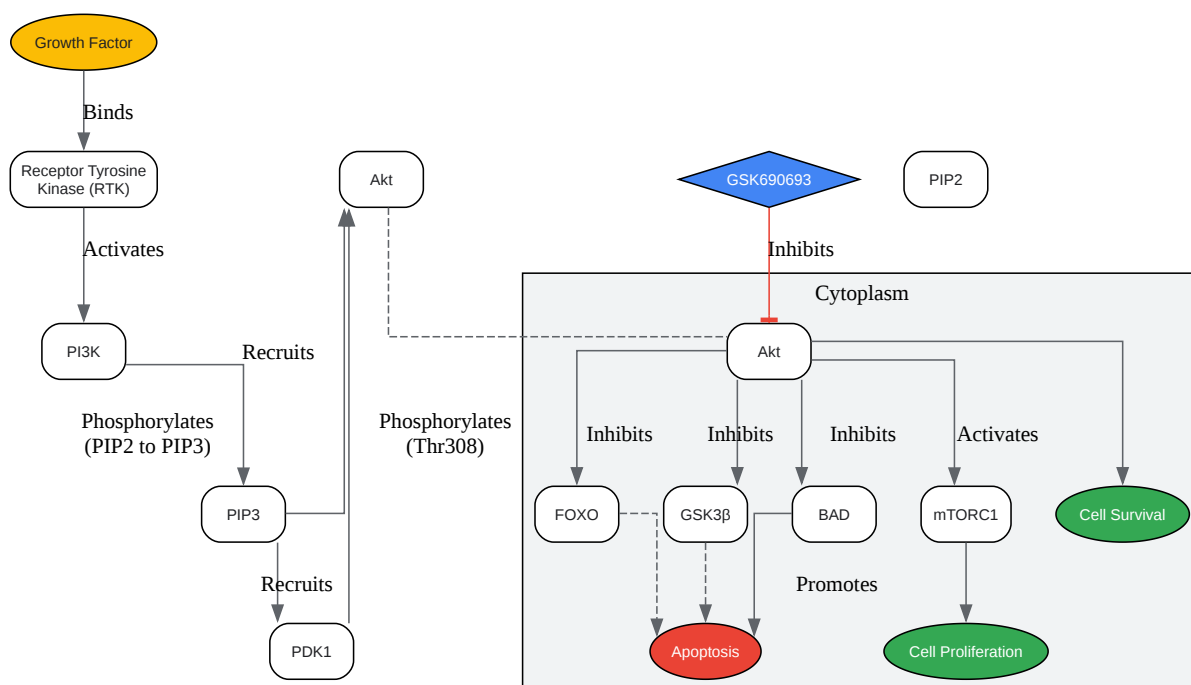 Growth Factor
Binds
Receptor Tyrosine
Kinase (RTK)
Akt
GSK690693
PIP2
Activates
Inhibits
Cytoplasm
PI3K
Recruits
Akt
Phosphorylates
(PIP2 to PIP3)
Phosphorylates
(Thr308)
Inhibits
Inhibits
Inhibits
Activates
PIP3
FOXO
GSK3β
BAD
mTORC1
Cell Survival
Recruits
Promotes
PDK1
Apoptosis
Cell Proliferation